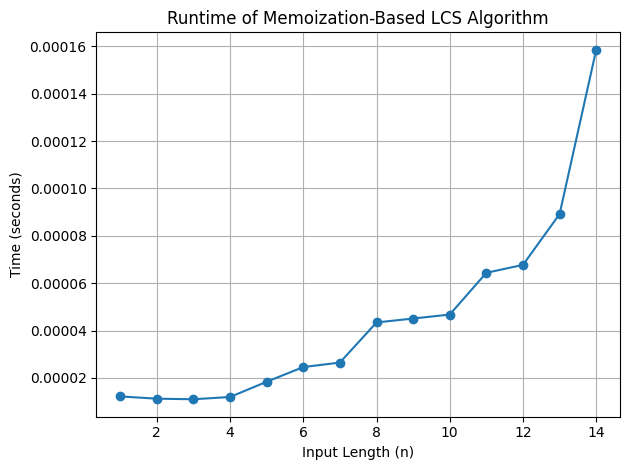 Runtime of Memoization-Based LCS Algorithm
0.00016
0.00014
0.00012
0.00010
0.00008
0.00006
0.00004
0.00002
Time (seconds)
2 4 6 8 10 12 14
Input Length (n)